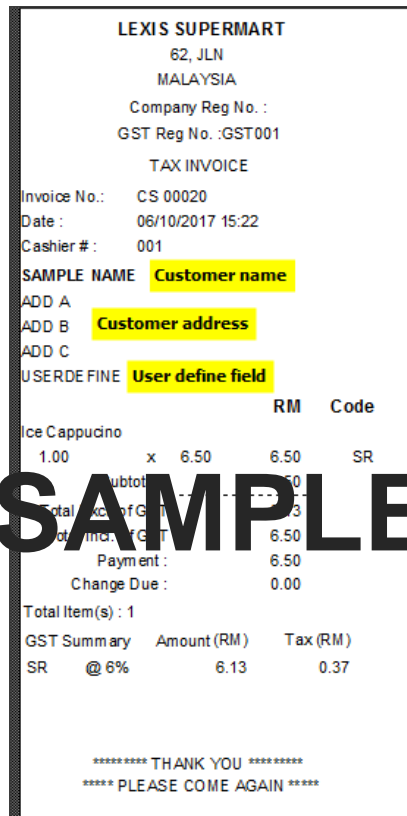 LEXIS SUPERMART
62, JLN
MALAYSIA
Company Reg No. :
GST Reg No. :GST001
TAX INVOICE
Invoice No.: CS 00020
Date : 06/10/2017 15:22
Cashier # : 001
SAMPLE NAME Customer name
ADD A
ADD B Customer address
ADD C
USERDEFINE User define field
RM Code
Ice Cappucino
1.00 x 6.50 6.50 SR
SAMPLE
Total
6.50
Payment : 6.50
Change Due : 0.00
Total Item(s) : 1
GST Summary Amount (RM) Tax (RM)
SR @ 6% 6.13 0.37
********* THANK YOU *********
***** PLEASE COME AGAIN *****